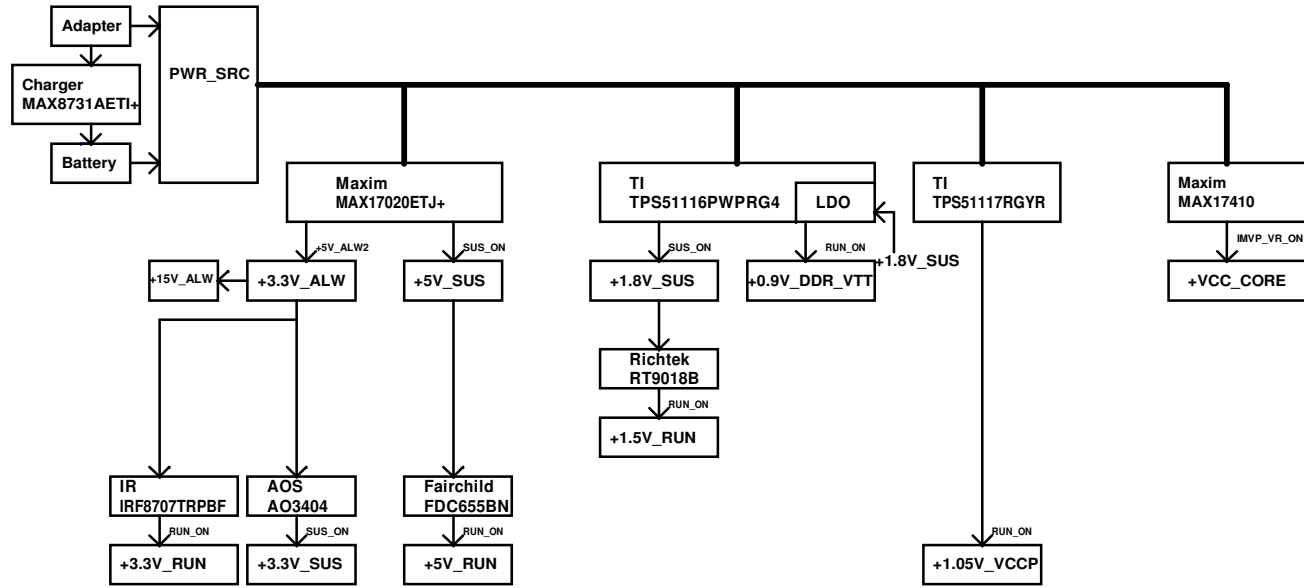 Adapter
PWR_SRC
Charger
MAX8731AETI+
Battery
Maxim
MAX17020ETJ+
TI
TPS51116PWPRG4
LDO
TI
TPS51117RGYR
Maxim
MAX17410
+5V_ALW2
SUS_ON
SUS_ON
RUN_ON
+1.8V_SUS
IMVP_VR_ON
+15V_ALW
+3.3V_ALW
+5V_SUS
+1.8V_SUS
+0.9V_DDR_VTT
+VCC_CORE
Richtek
RT9018B
RUN_ON
+1.5V_RUN
IR
IRF8707TRPBF
AOS
AO3404
Fairchild
FDC655BN
RUN_ON
SUS_ON
RUN_ON
RUN_ON
+3.3V_RUN
+3.3V_SUS
+5V_RUN
+1.05V_VCCP